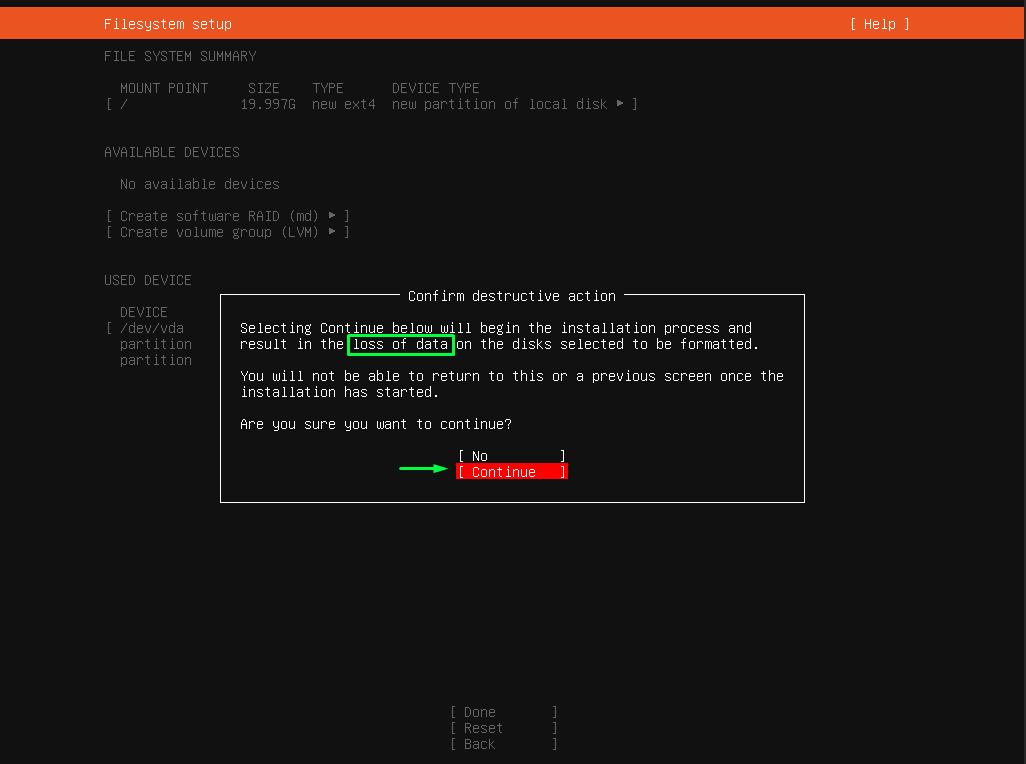 Filesystem setup [ Help ]
FILE SYSTEM SUMMARY
MOUNT POINT SIZE TYPE DEVICE TYPE
[ / 19.997G new ext4 new partition of local disk ▸ ]
AVAILABLE DEVICES
No available devices
[ Create software RAID (md) ▸ ]
[ Create volume group (LVM) ▸ ]
USED DEVICE
DEVICE
[ /dev/vda
partition
partition
Confirm destructive action
Selecting Continue below will begin the installation process and
result in the loss of data on the disks selected to be formatted.
You will not be able to return to this or a previous screen once the
installation has started.
Are you sure you want to continue?
[ No ]
[ Continue ]
[ Done ]
[ Reset ]
[ Back ]